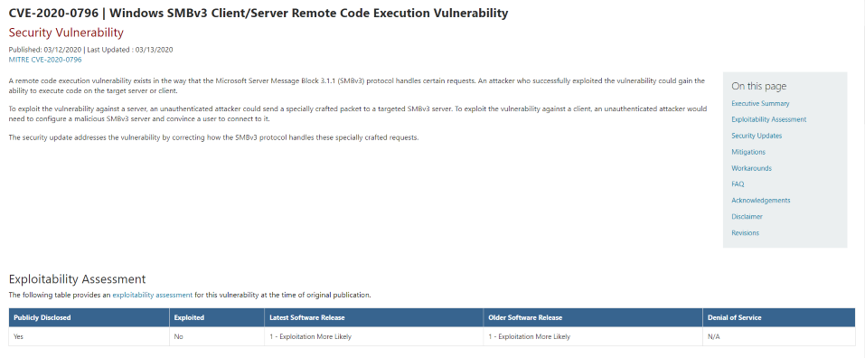 CVE-2020-0796 | Windows SMBv3 Client/Server Remote Code Execution Vulnerability
Security Vulnerability
Published: 03/12/2020 | Last Updated : 03/13/2020
MITRE CVE-2020-0796
A remote code execution vulnerability exists in the way that the Microsoft Server Message Block 3.1.1 (SMBv3) protocol handles certain requests. An attacker who successfully exploited the vulnerability could gain the
ability to execute code on the target server or client.
To exploit the vulnerability against a server, an unauthenticated attacker could send a specially crafted packet to a targeted SMBv3 server. To exploit the vulnerability against a client, an unauthenticated attacker would
need to configure a malicious SMBv3 server and convince a user to connect to it.
The security update addresses the vulnerability by correcting how the SMBv3 protocol handles these specially crafted requests.
On this page
Executive Summary
Exploitability Assessment
Security Updates
Mitigations
Workarounds
FAQ
Acknowledgements
Disclaimer
Revisions
Exploitability Assessment
The following table provides an exploitability assessment for this vulnerability at the time of original publication.
Publicly Disclosed Exploited Latest Software Release Older Software Release Denial of Service
Yes No 1 - Exploitation More Likely 1 - Exploitation More Likely N/A